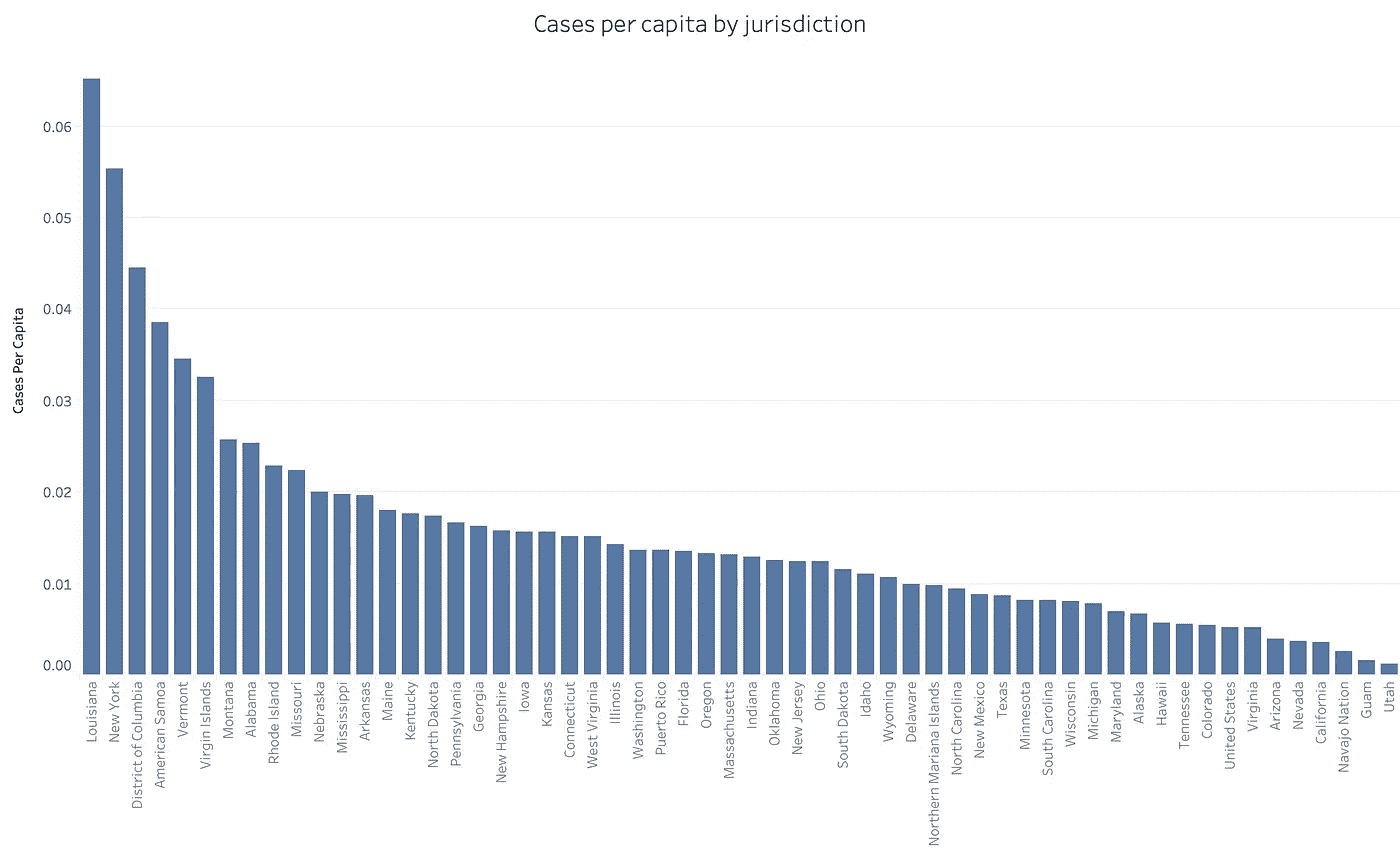 Cases per capita by jurisdiction
0.06
0.05
0.04
0.03
0.02
0.01
0.00
Cases Per Capita
Louisiana
New York
District of Columbia
American Samoa
Vermont
Virgin Islands
Montana
Alabama
Rhode Island
Missouri
Nebraska
Mississippi
Arkansas
Maine
Kentucky
North Dakota
Pennsylvania
Georgia
New Hampshire
Iowa
Kansas
Connecticut
West Virginia
Illinois
Washington
Puerto Rico
Florida
Oregon
Massachusetts
Indiana
Oklahoma
New Jersey
Ohio
South Dakota
Idaho
Wyoming
Delaware
Northern Mariana Islands
North Carolina
New Mexico
Texas
Minnesota
South Carolina
Wisconsin
Michigan
Maryland
Alaska
Hawaii
Tennessee
Colorado
United States
Virginia
Arizona
Nevada
California
Navajo Nation
Guam
Utah